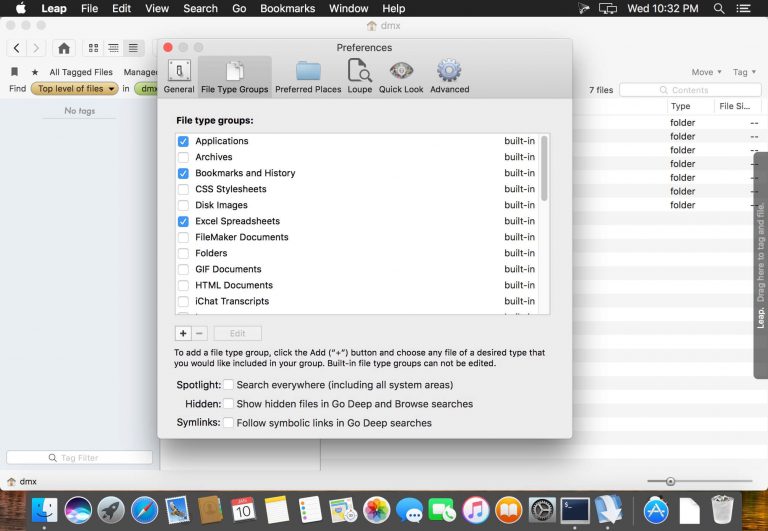 Leap File Edit View Search Go Bookmarks Window Help Wed 10:32 PM
dmx
Preferences
General File Type Groups Preferred Places Loupe Quick Look Advanced
All Tagged Files Managed
Move Tag
Find Top level of files in dmx
7 files Contents
No tags
Type File Si...
File type groups:
Applications built-in
Archives built-in
Bookmarks and History built-in
CSS Stylesheets built-in
Disk Images built-in
Excel Spreadsheets built-in
FileMaker Documents built-in
Folders built-in
GIF Documents built-in
HTML Documents built-in
iChat Transcripts built-in
folder --
folder --
folder --
folder --
folder --
folder --
folder --
Leap. Drag here to tag and file.
+ − Edit
To add a file type group, click the Add (“+”) button and choose any file of a desired type that
you would like included in your group. Built-in file type groups can not be edited.
Spotlight: Search everywhere (including all system areas)
Hidden: Show hidden files in Go Deep and Browse searches
Symlinks: Follow symbolic links in Go Deep searches
Tag Filter
dmx
JAN
10